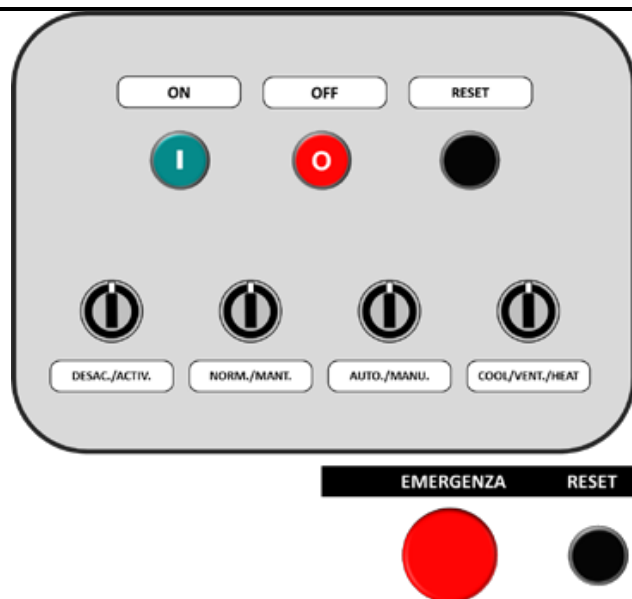 ON OFF RESET
I O
DESAC./ACTIV. NORM./MANT. AUTO./MANU. COOL/VENT./HEAT
EMERGENZA RESET